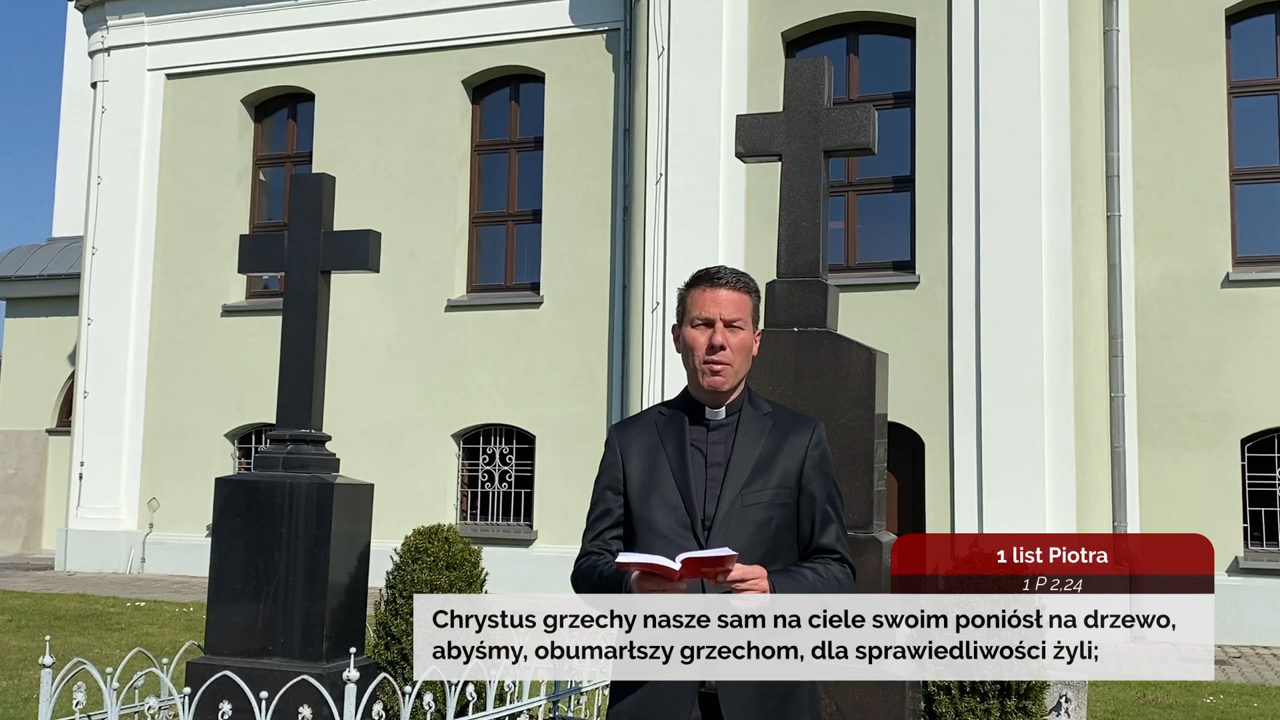 1 list Piotra
1 P 2,24
Chrystus grzechy nasze sam na ciele swoim poniósł na drzewo,
abyśmy, obumarłszy grzechom, dla sprawiedliwości żyli;